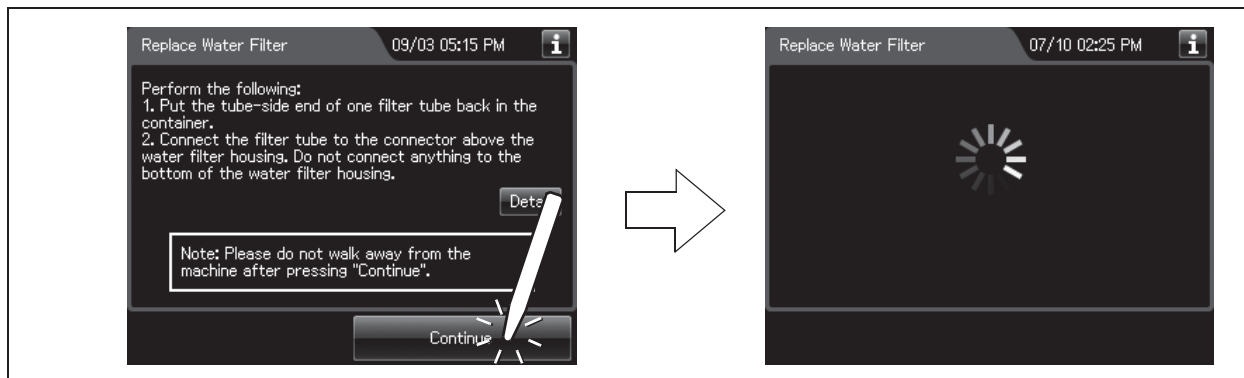 Replace Water Filter 09/03 05:15 PM i
Perform the following:
1. Put the tube-side end of one filter tube back in the
container.
2. Connect the filter tube to the connector above the
water filter housing. Do not connect anything to the
bottom of the water filter housing.
Note: Please do not walk away from the
machine after pressing "Continue".
Continue
Replace Water Filter 07/10 02:25 PM i